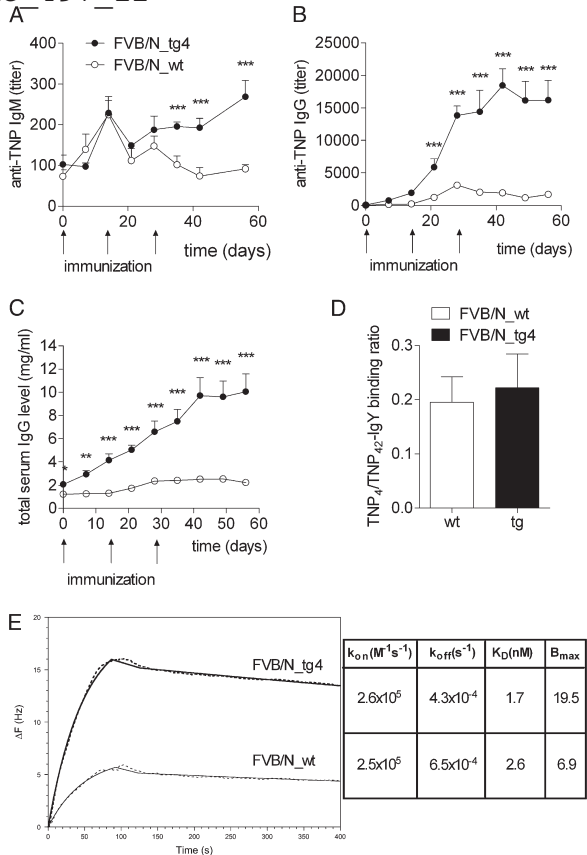 A
400
300
200
100
0
anti-TNP IgM (titer)
FVB/N_tg4
FVB/N_wt
***
***
***
0 20 40 60
immunization
time (days)
B
25000
20000
15000
10000
5000
0
anti-TNP IgG (titer)
***
***
***
***
***
***
0 20 40 60
immunization
time (days)
C
14
12
10
8
6
4
2
0
total serum IgG level (mg/ml)
*
**
***
***
***
***
***
***
***
0 10 20 30 40 50 60
time (days)
immunization
D
FVB/N_wt
FVB/N_tg4
0.3
0.2
0.1
0.0
TNP4/TNP42-IgY binding ratio
wt tg
E
20
15
10
5
0
ΔF (Hz)
FVB/N_tg4
FVB/N_wt
0 50 100 150 200 250 300 350 400
Time (s)
kon(M-1s-1) koff(s-1) KD(nM) Bmax
2.6x10⁵ 4.3x10⁻⁴ 1.7 19.5
2.5x10⁵ 6.5x10⁻⁴ 2.6 6.9